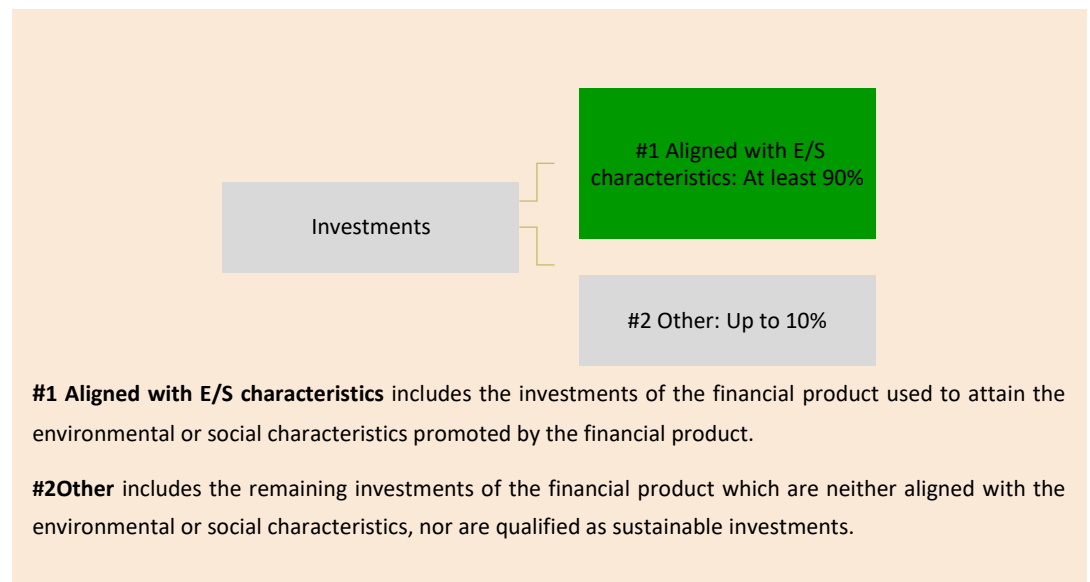 #1 Aligned with E/S
characteristics: At least 90%
Investments
#2 Other: Up to 10%
#1 Aligned with E/S characteristics includes the investments of the financial product used to attain the
environmental or social characteristics promoted by the financial product.
#2Other includes the remaining investments of the financial product which are neither aligned with the
environmental or social characteristics, nor are qualified as sustainable investments.